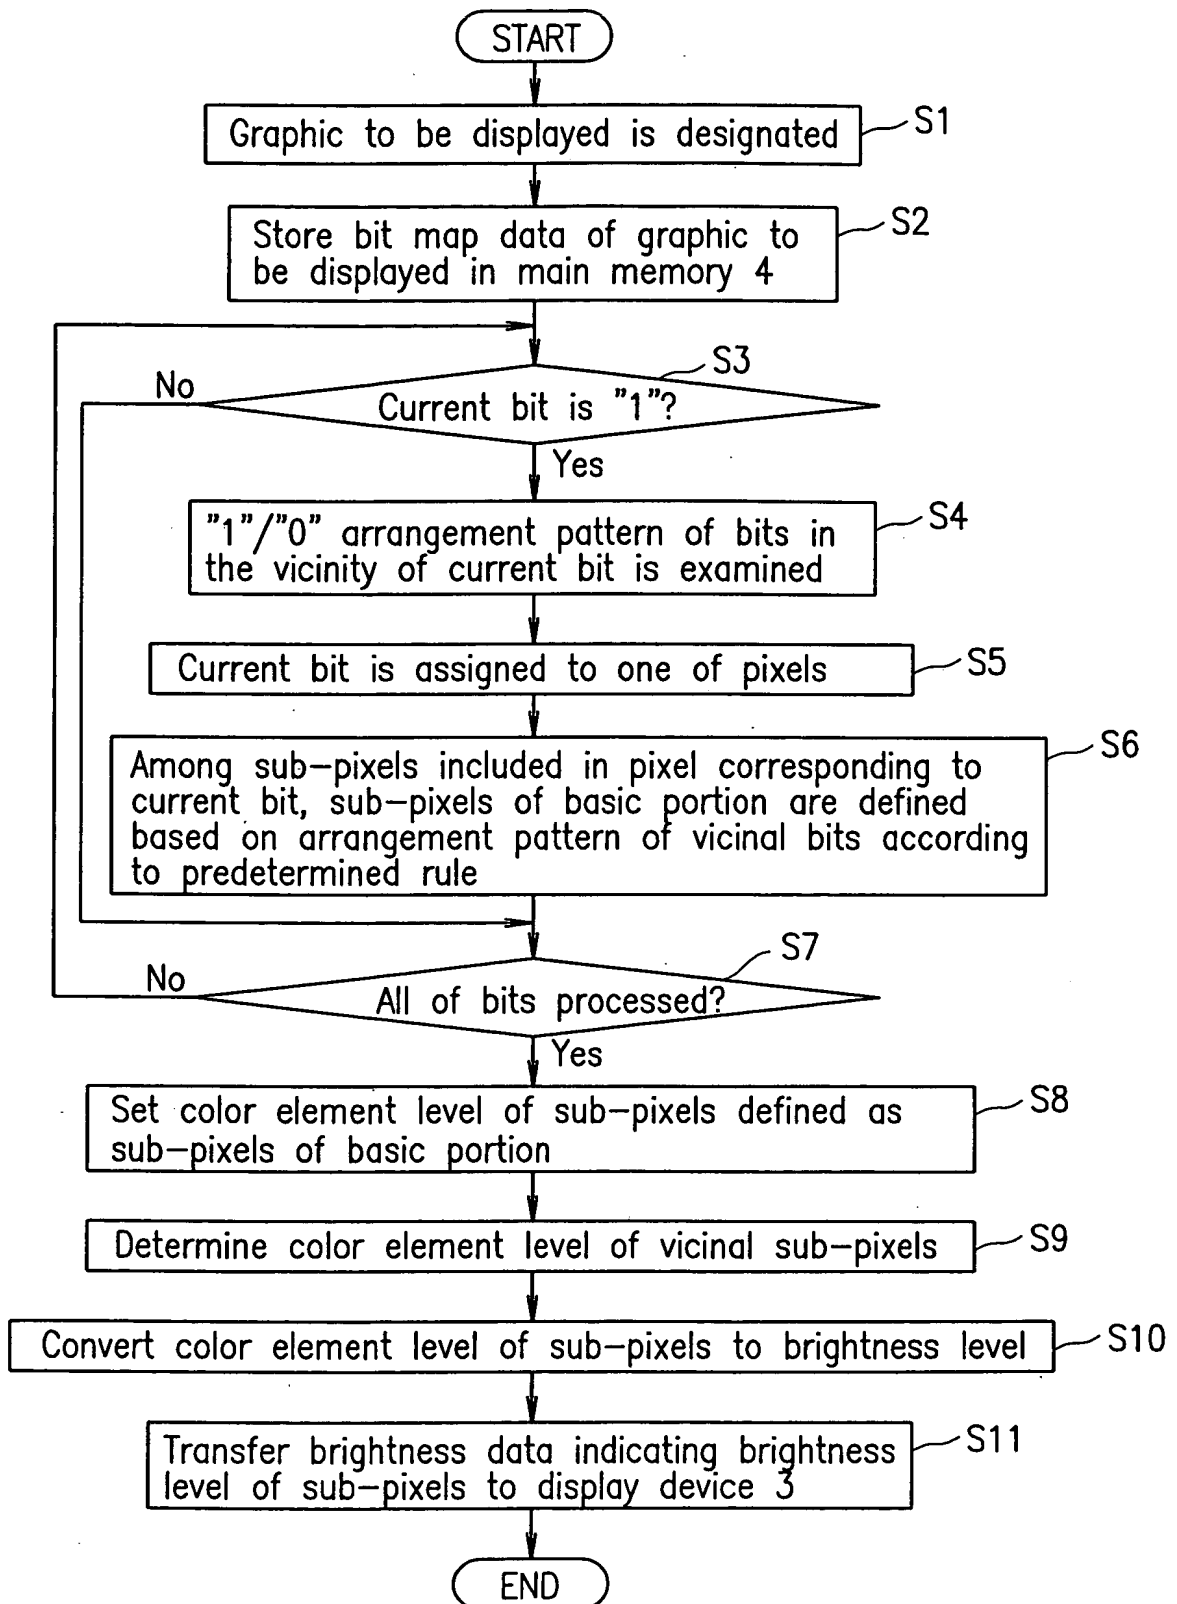 START
Graphic to be displayed is designated
S1
Store bit map data of graphic to
be displayed in main memory 4
S2
S3
No
Current bit is "1"?
Yes
"1"/"0" arrangement pattern of bits in
the vicinity of current bit is examined
S4
Current bit is assigned to one of pixels
S5
Among sub-pixels included in pixel corresponding to
current bit, sub-pixels of basic portion are defined
based on arrangement pattern of vicinal bits according
to predetermined rule
S6
S7
No
All of bits processed?
Yes
Set color element level of sub-pixels defined as
sub-pixels of basic portion
S8
Determine color element level of vicinal sub-pixels
S9
Convert color element level of sub-pixels to brightness level
S10
Transfer brightness data indicating brightness
level of sub-pixels to display device 3
S11
END